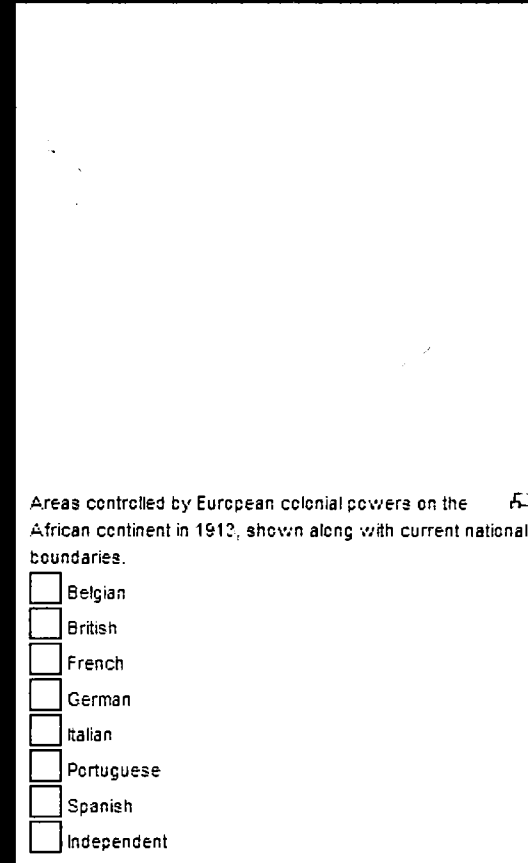 Areas controlled by European colonial powers on the
African continent in 1913, shown along with current national
boundaries.
Belgian
British
French
German
Italian
Portuguese
Spanish
Independent